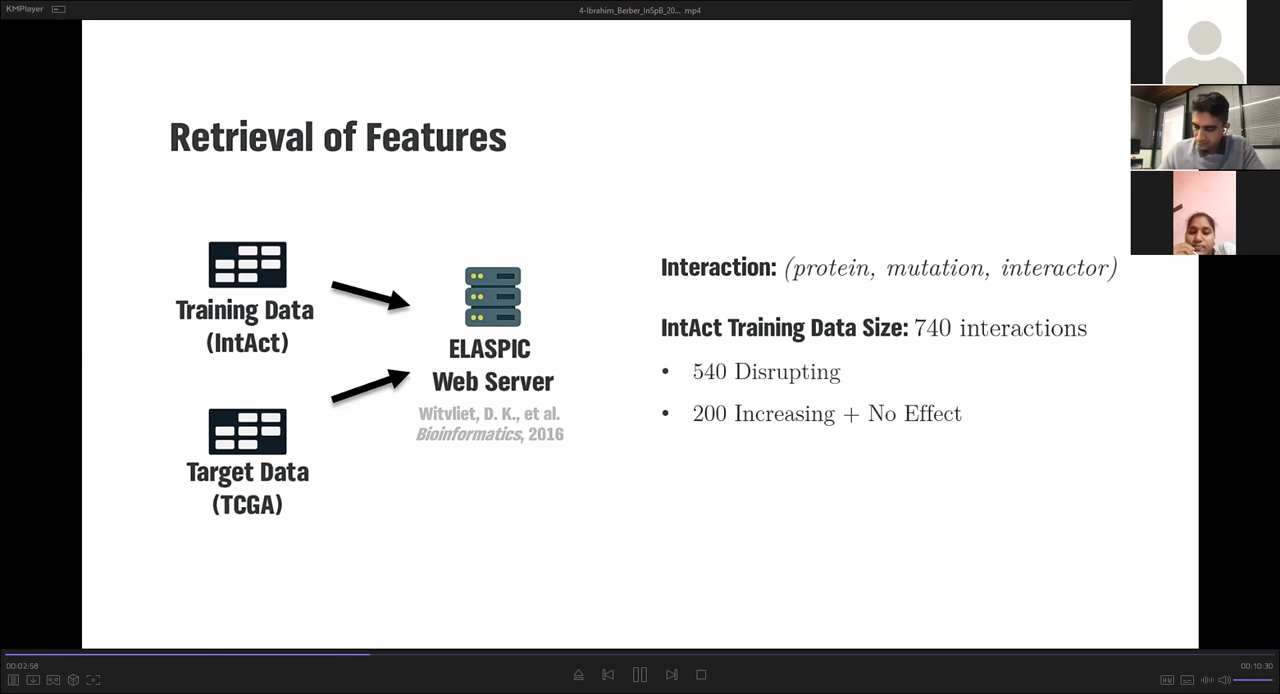 KMPlayer
4-Ibrahim_Berber_InSpB_20... mp4
Retrieval of Features
Training Data
(IntAct)
Target Data
(TCGA)
ELASPIC
Web Server
Witvliet, D. K., et al.
Bioinformatics, 2016
Interaction: (protein, mutation, interactor)
IntAct Training Data Size: 740 interactions
• 540 Disrupting
• 200 Increasing + No Effect
00:02:58
00:10:30